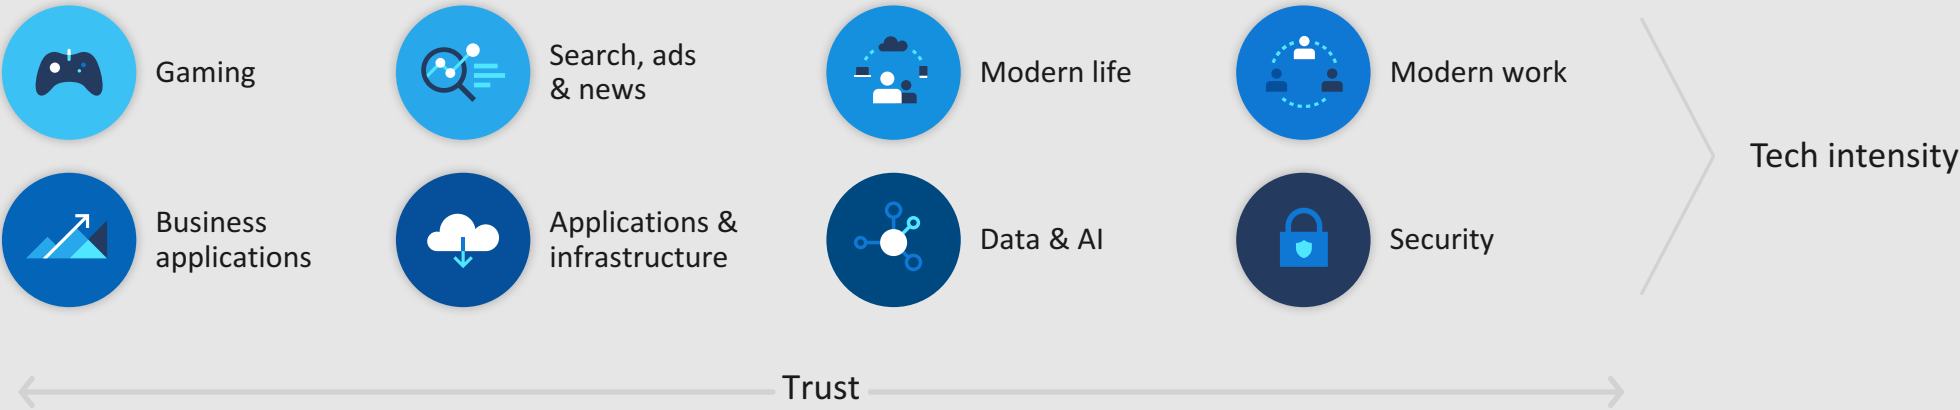 Gaming
Search, ads
& news
Modern life
Modern work
Tech intensity
Business
applications
Applications &
infrastructure
Data & AI
Security
Trust